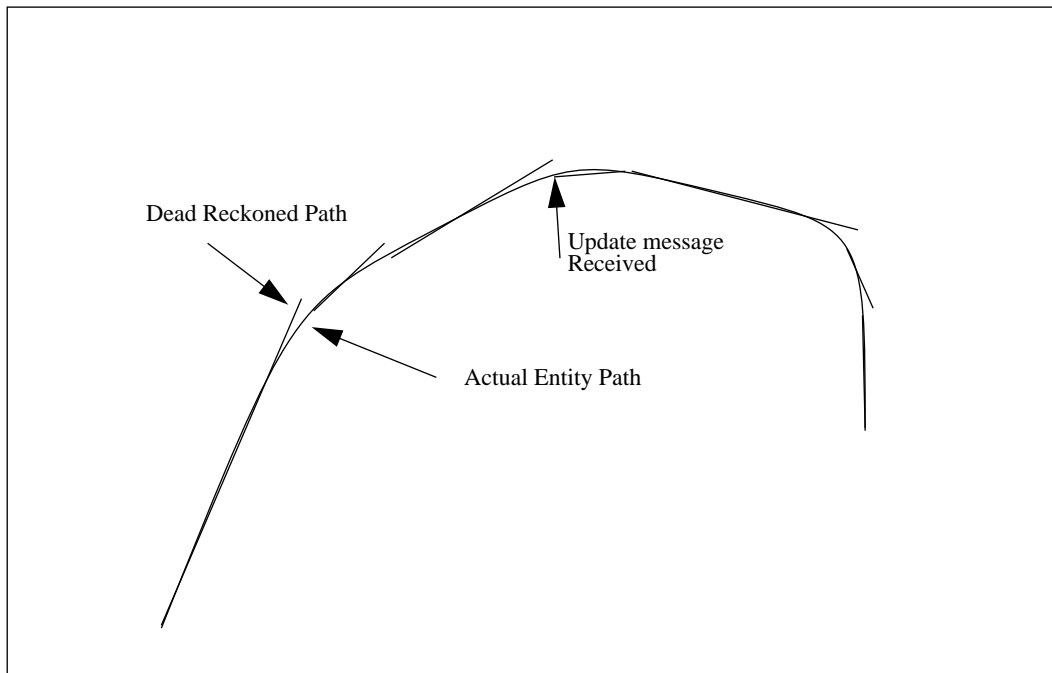 Dead Reckoned Path
Update message
Received
Actual Entity Path